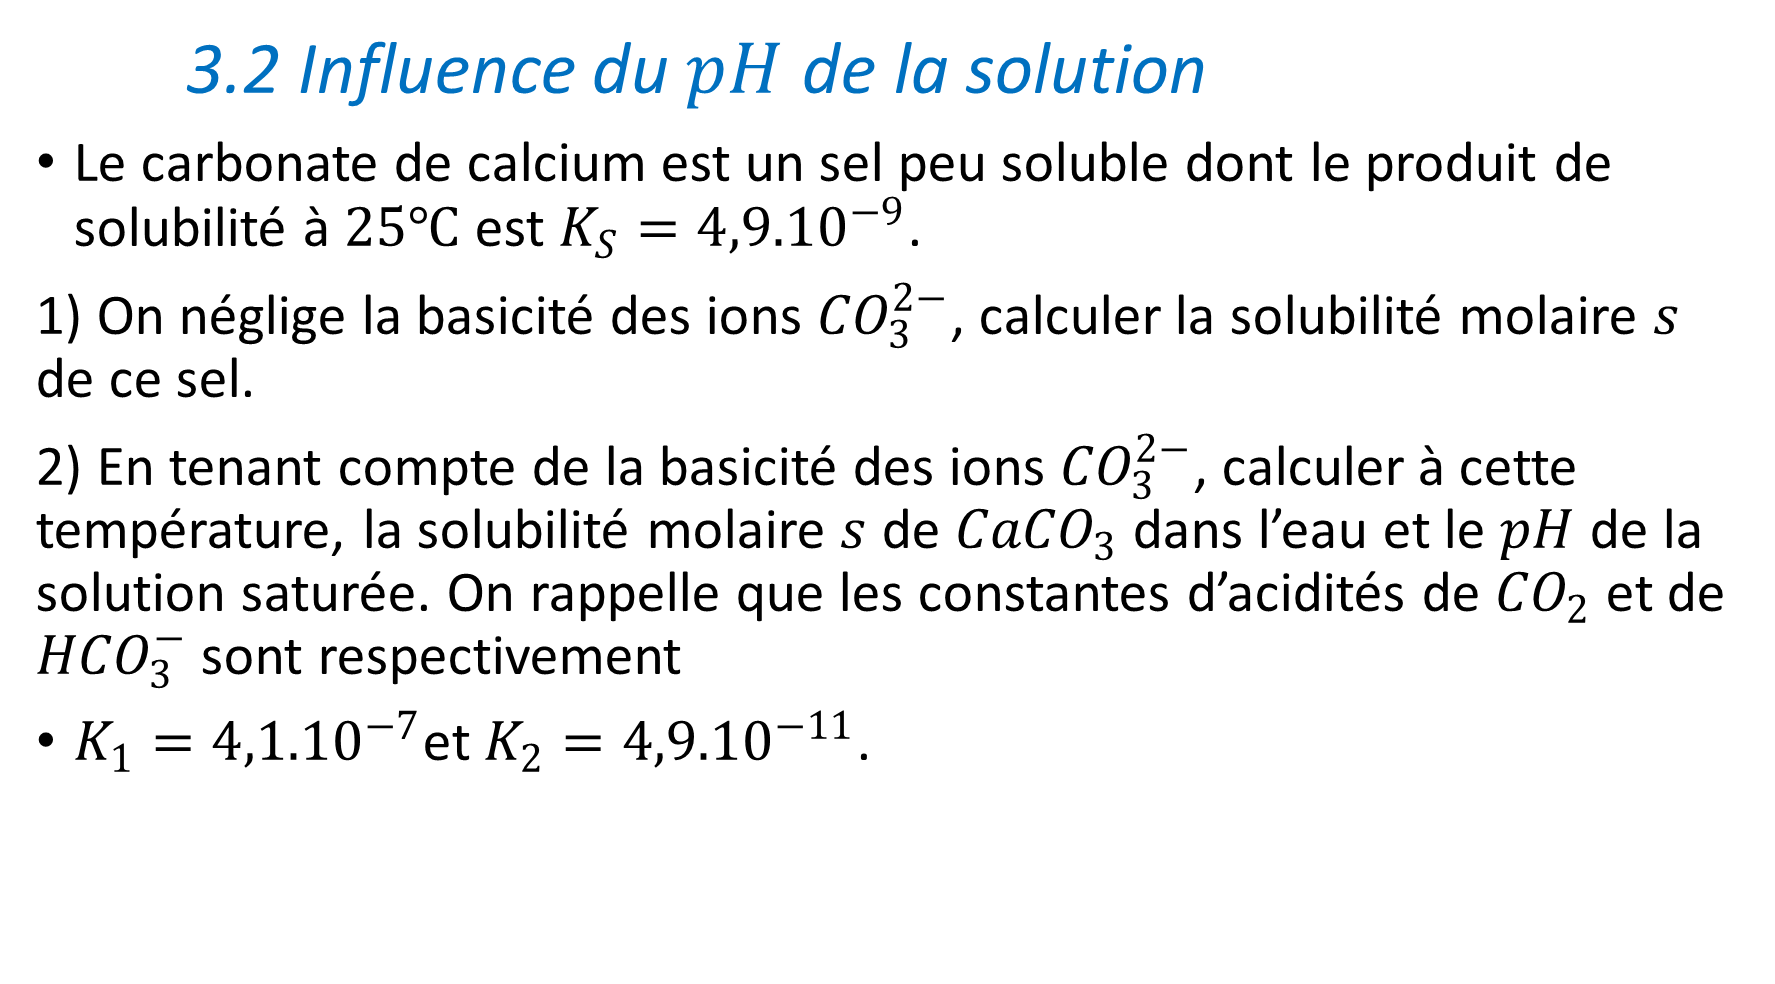 3.2 Influence du 𝑝𝐻 de la solution
• Le carbonate de calcium est un sel peu soluble dont le produit de
solubilité à 25°C est 𝐾_𝑆 = 4,9.10^{−9}.
1) On néglige la basicité des ions 𝐶𝑂_3^{2−}, calculer la solubilité molaire 𝑠
de ce sel.
2) En tenant compte de la basicité des ions 𝐶𝑂_3^{2−}, calculer à cette
température, la solubilité molaire 𝑠 de 𝐶𝑎𝐶𝑂_3 dans l’eau et le 𝑝𝐻 de la
solution saturée. On rappelle que les constantes d’acidités de 𝐶𝑂_2 et de
𝐻𝐶𝑂_3^− sont respectivement
• 𝐾_1 = 4,1.10^{−7}et 𝐾_2 = 4,9.10^{−11}.